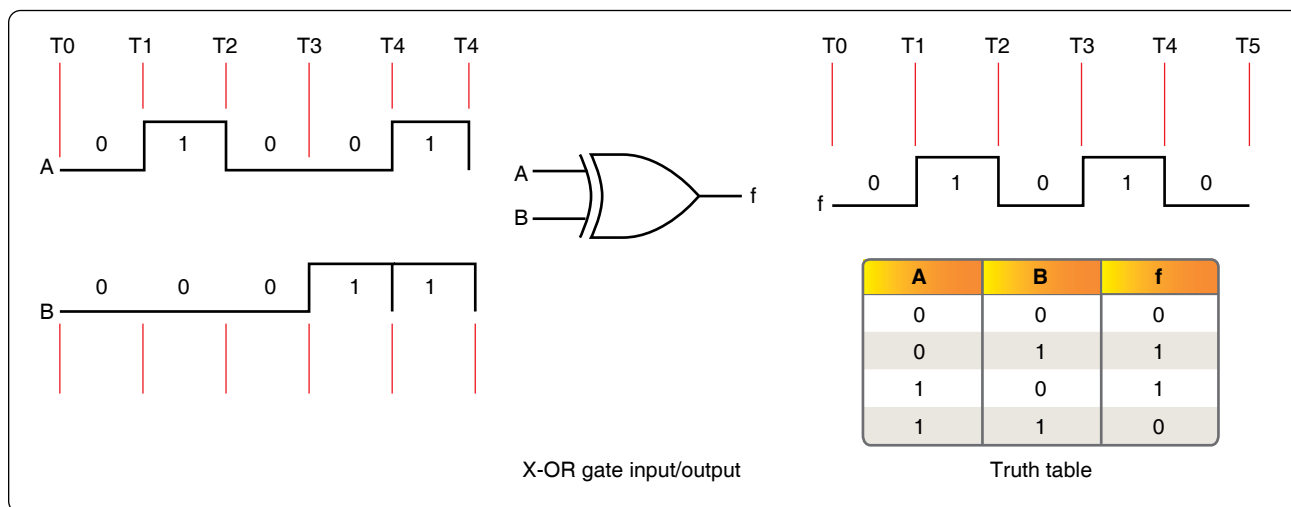 T0 T1 T2 T3 T4 T4
0 1 0 0 1
A
0 0 0 1 1
B
A
B
f
T0 T1 T2 T3 T4 T5
0 1 0 1 0
f
A B f
0 0 0
0 1 1
1 0 1
1 1 0
X-OR gate input/output
Truth table